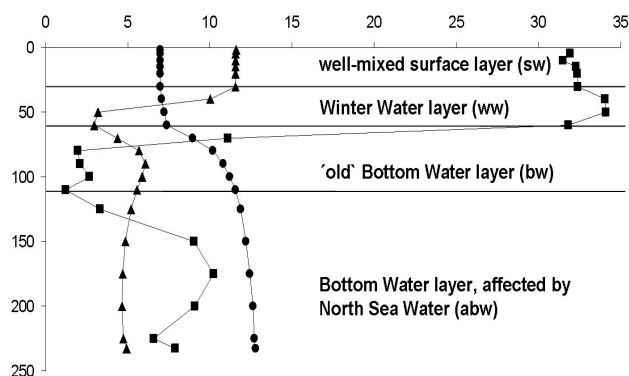 0 5 10 15 20 25 30 35
0
well-mixed surface layer (sw)
50
Winter Water layer (ww)
100
´old` Bottom Water layer (bw)
150
Bottom Water layer, affected by
200
North Sea Water (abw)
250